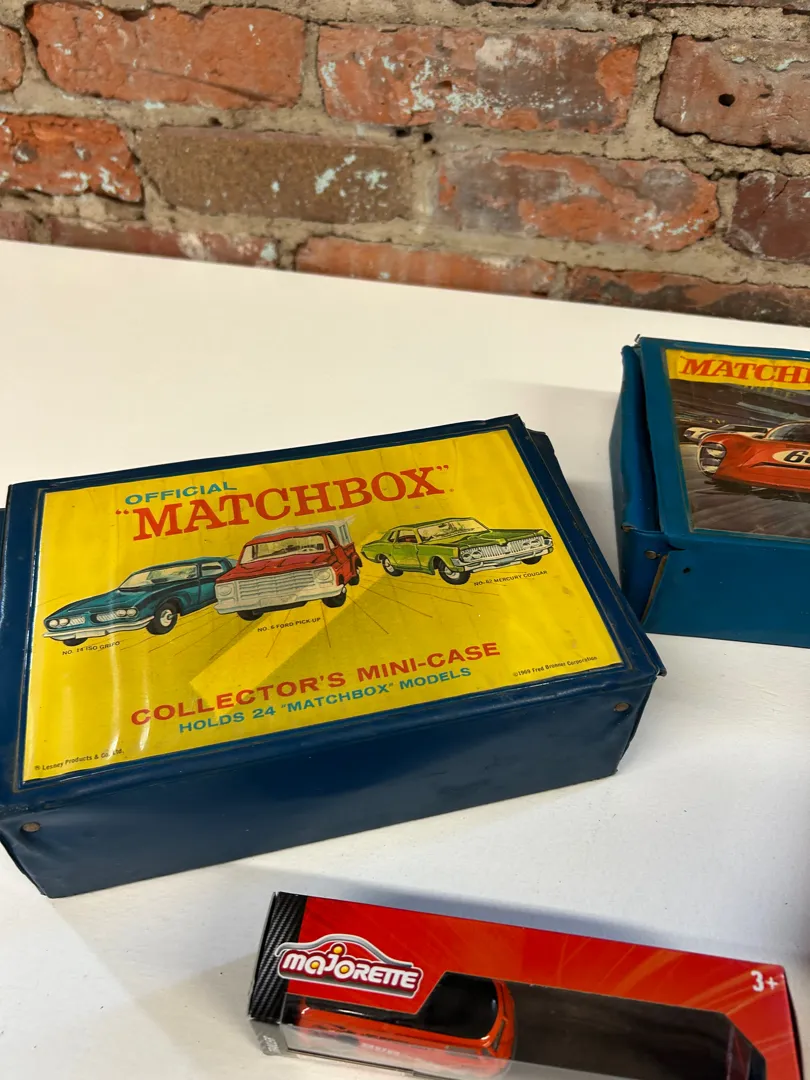 OFFICIAL
"MATCHBOX"
NO. 14 ISO GRIFO
NO. 6 FORD PICK-UP
NO. 62 MERCURY COUGAR
COLLECTOR'S MINI-CASE
HOLDS 24 "MATCHBOX" MODELS
® Lesney Products & Co. Ltd.
©1969 Fred Bronner Corporation
MATCH
MAJORETTE
3+